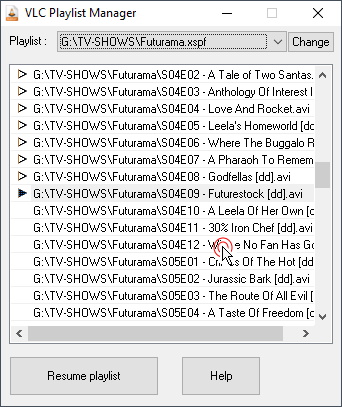 VLC Playlist Manager
Playlist : G:\TV-SHOWS\Futurama.xspf Change
G:\TV-SHOWS\Futurama\S04E02 - A Tale of Two Santas.
G:\TV-SHOWS\Futurama\S04E03 - Anthology Of Interest I
G:\TV-SHOWS\Futurama\S04E04 - Love And Rocket.avi
G:\TV-SHOWS\Futurama\S04E05 - Leela's Homeworld [dd
G:\TV-SHOWS\Futurama\S04E06 - Where The Buggalo R
G:\TV-SHOWS\Futurama\S04E07 - A Pharaoh To Remem
G:\TV-SHOWS\Futurama\S04E08 - Godfellas [dd].avi
G:\TV-SHOWS\Futurama\S04E09 - Futurestock [dd].avi
G:\TV-SHOWS\Futurama\S04E10 - A Leela Of Her Own [d
G:\TV-SHOWS\Futurama\S04E11 - 30% Iron Chef [dd].avi
G:\TV-SHOWS\Futurama\S04E12 - No Fan Has Go
G:\TV-SHOWS\Futurama\S05E01 - Of The Hot [dd]
G:\TV-SHOWS\Futurama\S05E02 - Jurassic Bark [dd].avi
G:\TV-SHOWS\Futurama\S05E03 - The Route Of All Evil [
G:\TV-SHOWS\Futurama\S05E04 - A Taste Of Freedom [d
Resume playlist Help